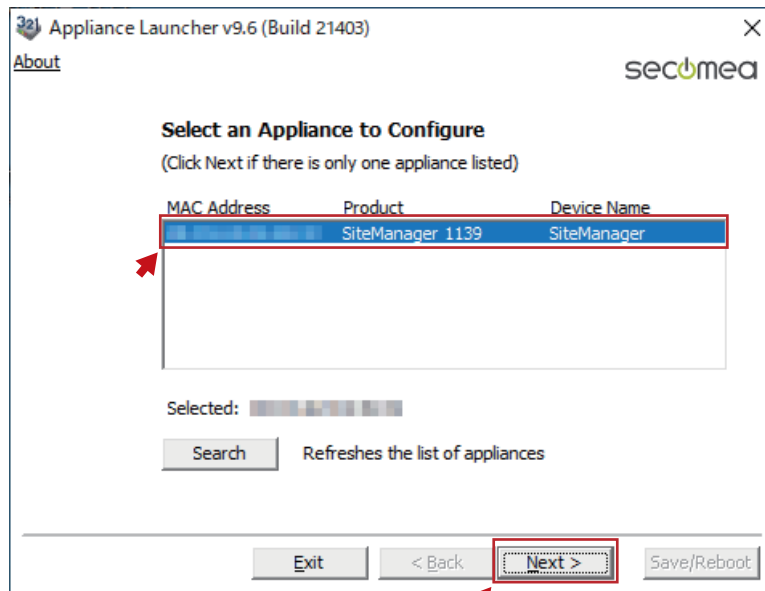 Appliance Launcher v9.6 (Build 21403)
About
secomea
Select an Appliance to Configure
(Click Next if there is only one appliance listed)
MAC Address Product Device Name
SiteManager 1139 SiteManager
Selected:
Search Refreshes the list of appliances
Exit < Back Next > Save/Reboot